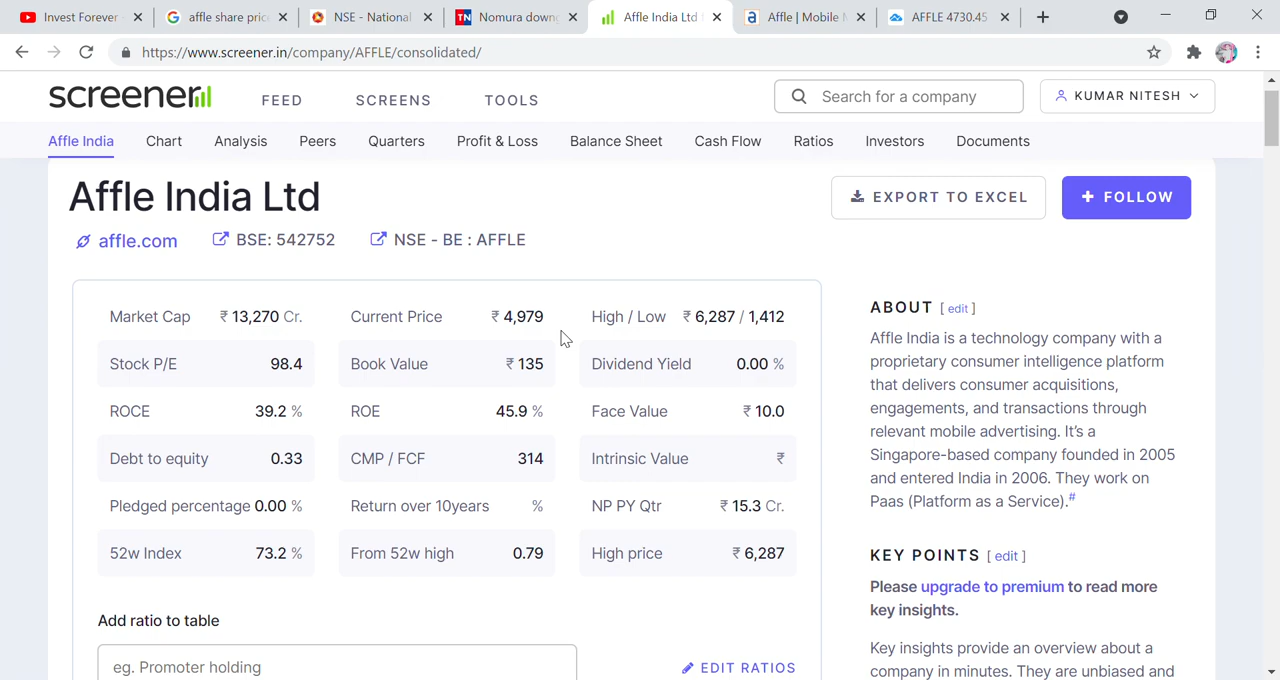 Invest Forever
affle share pric
NSE - National
Nomura down
Affle India Ltd
Affle | Mobile M
AFFLE 4730.45
https://www.screener.in/company/AFFLE/consolidated/
screener
FEED
SCREENS
TOOLS
Search for a company
KUMAR NITESH
Affle India
Chart
Analysis
Peers
Quarters
Profit & Loss
Balance Sheet
Cash Flow
Ratios
Investors
Documents
Affle India Ltd
EXPORT TO EXCEL
+ FOLLOW
affle.com
BSE: 542752
NSE - BE : AFFLE
Market Cap ₹ 13,270 Cr.
Current Price ₹ 4,979
High / Low ₹ 6,287 / 1,412
Stock P/E 98.4
Book Value ₹ 135
Dividend Yield 0.00 %
ROCE 39.2 %
ROE 45.9 %
Face Value ₹ 10.0
Debt to equity 0.33
CMP / FCF 314
Intrinsic Value ₹
Pledged percentage 0.00 %
Return over 10years %
NP PY Qtr ₹ 15.3 Cr.
52w Index 73.2 %
From 52w high 0.79
High price ₹ 6,287
Add ratio to table
eg. Promoter holding
EDIT RATIOS
ABOUT [ edit ]
Affle India is a technology company with a
proprietary consumer intelligence platform
that delivers consumer acquisitions,
engagements, and transactions through
relevant mobile advertising. It's a
Singapore-based company founded in 2005
and entered India in 2006. They work on
Paas (Platform as a Service).#
KEY POINTS [ edit ]
Please upgrade to premium to read more
key insights.
Key insights provide an overview about a
company in minutes. They are unbiased and